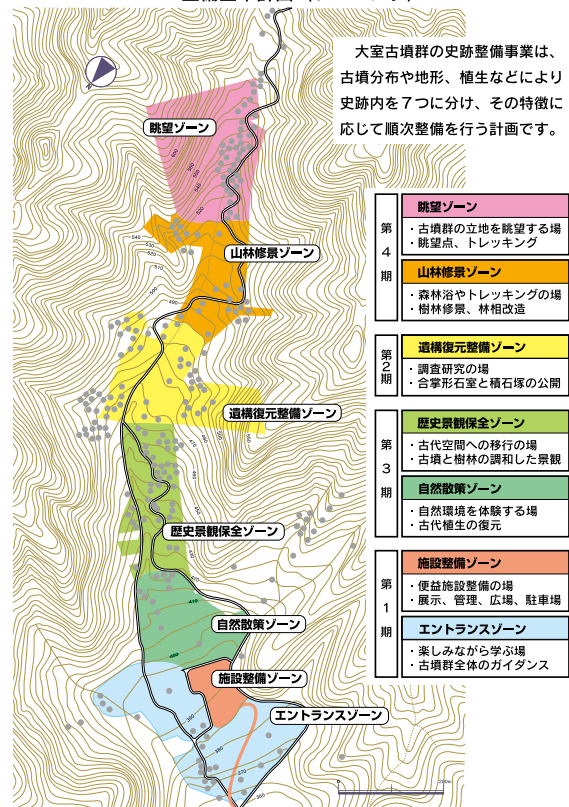 大室古墳群の史跡整備事業は、
古墳分布や地形、植生などにより
史跡内を7つに分け、その特徴に
応じて順次整備を行う計画です。
眺望ゾーン
山林修景ゾーン
遺構復元整備ゾーン
歴史景観保全ゾーン
自然散策ゾーン
施設整備ゾーン
エントランスゾーン
第4期
眺望ゾーン
・古墳群の立地を眺望する場
・眺望点、トレッキング
山林修景ゾーン
・森林浴やトレッキングの場
・樹林修景、林相改造
第2期
遺構復元整備ゾーン
・調査研究の場
・合掌形石室と積石塚の公開
第3期
歴史景観保全ゾーン
・古代空間への移行の場
・古墳と樹林の調和した景観
自然散策ゾーン
・自然環境を体験する場
・古代植生の復元
第1期
施設整備ゾーン
・便益施設整備の場
・展示、管理、広場、駐車場
エントランスゾーン
・楽しみながら学ぶ場
・古墳群全体のガイダンス
0
200m